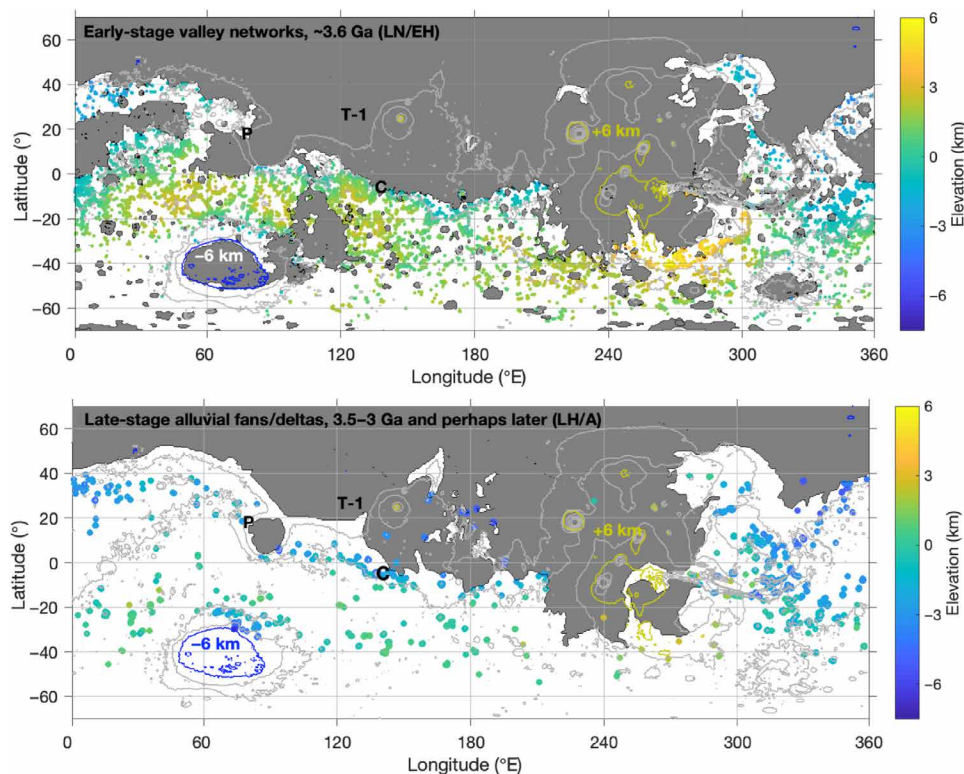 Early-stage valley networks, ~3.6 Ga (LN/EH)
T-1
P
+6 km
C
−6 km
60
40
20
0
−20
−40
−60
Latitude (°)
0
60
120
180
240
300
360
Longitude (°E)
6
3
0
−3
−6
Elevation (km)
Late-stage alluvial fans/deltas, 3.5–3 Ga and perhaps later (LH/A)
T-1
P
+6 km
C
−6 km
60
40
20
0
−20
−40
−60
Latitude (°)
0
60
120
180
240
300
360
Longitude (°E)
6
3
0
−3
−6
Elevation (km)